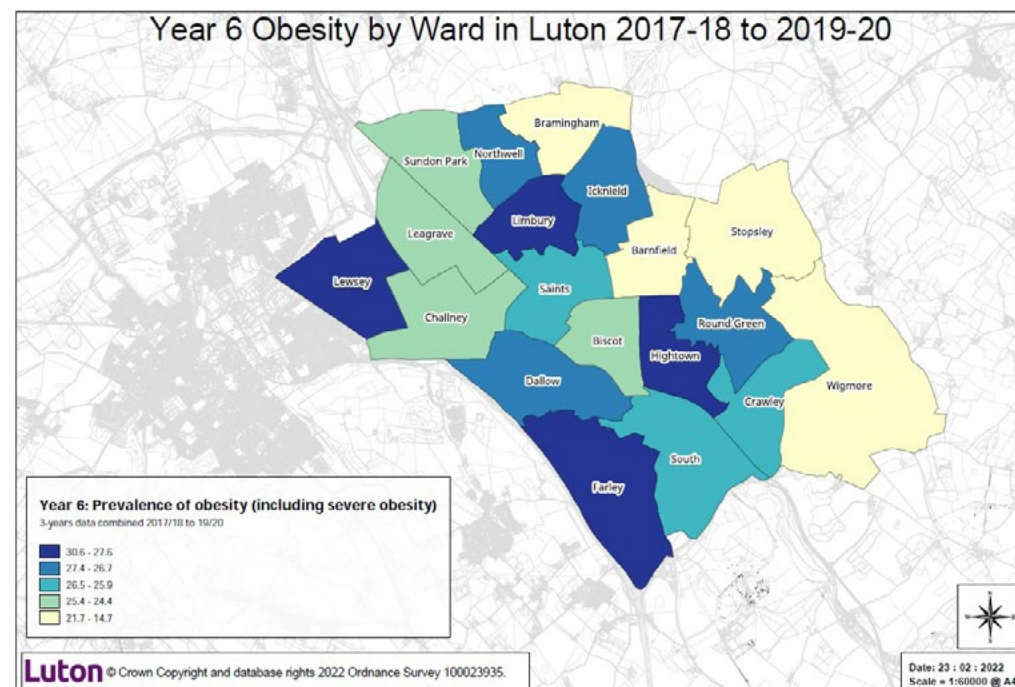 Year 6 Obesity by Ward in Luton 2017-18 to 2019-20
Bramingham
Northwell
Sundon Park
Icknield
Limbury
Stopsley
Leagrave
Barnfield
Lewsey
Saints
Challney
Round Green
Biscot
Hightown
Dallow
Wigmore
Crawley
South
Farley
Year 6: Prevalence of obesity (including severe obesity)
3-years data combined 2017/18 to 19/20
30.6 - 27.6
27.4 - 26.7
26.5 - 25.9
25.4 - 24.4
21.7 - 14.7
Luton © Crown Copyright and database rights 2022 Ordnance Survey 100023935.
Date: 23 : 02 : 2022
Scale = 1:60000 @ A4